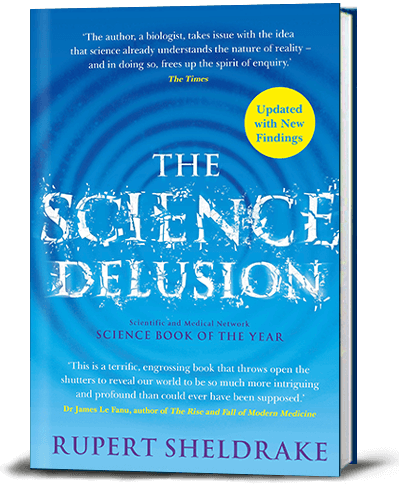 'The author, a biologist, takes issue with the idea
that science already understands the nature of reality –
and in doing so, frees up the spirit of enquiry.'
The Times
Updated
with New
Findings
THE
SCIENCE
DELUSION
Scientific and Medical Network
SCIENCE BOOK OF THE YEAR
'This is a terrific, engrossing book that throws open the
shutters to reveal our world to be so much more intriguing
and profound than could ever have been supposed.'
Dr James Le Fanu, author of The Rise and Fall of Modern Medicine
RUPERT SHELDRAKE